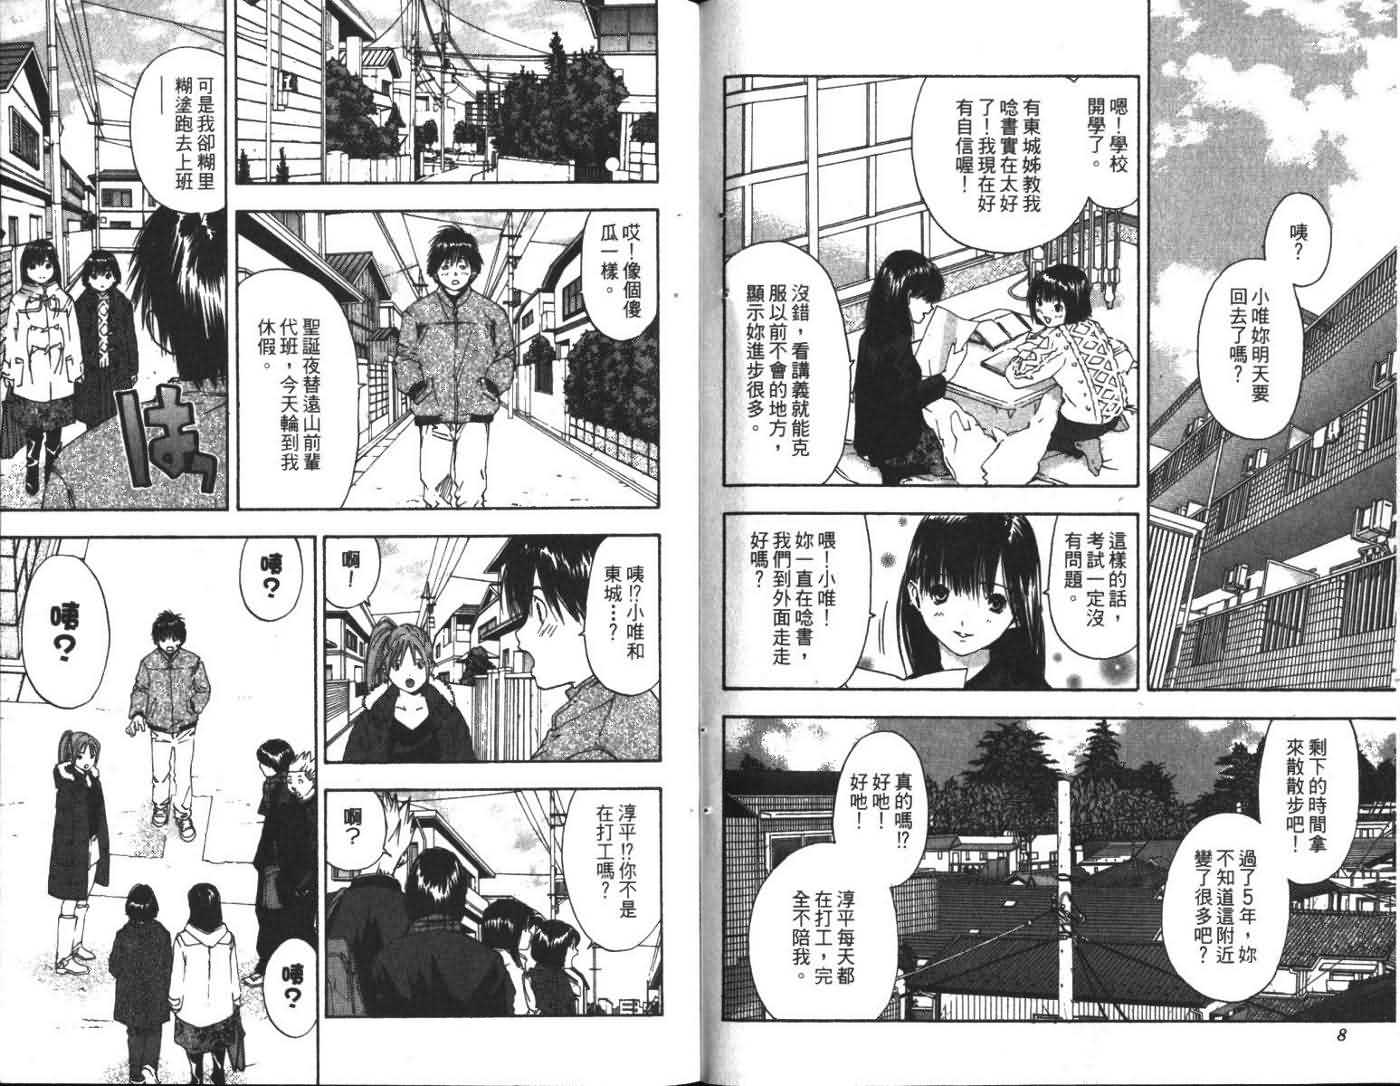 咦？
小唯妳明天要
回去了嗎？
嗯！學校
開學了。
有東城姊教我
唸書實在太好
了！我現在好
有自信喔！
沒錯，看講義就能克
服以前不會的地方，
顯示妳進步很多。
這樣的話，
考試一定沒
有問題。
喂！小唯！
妳一直在唸書，
我們到外面走走
好嗎？
剩下的時間拿
來散散步吧！
過了5年，妳
不知道這附近
變了很多吧？
真的嗎!?
好吔！
好吔！
淳平每天都
在打工，完
全不陪我。
8
哎！像個傻
瓜一樣。
聖誕夜替遠山前輩
代班，今天輪到我
休假。
可是我卻糊里
糊塗跑去上班
——
はっ
咦!?小唯和
東城…？
啊！
淳平!?你不是
在打工嗎？
啊？
咦？
咦？
咦？